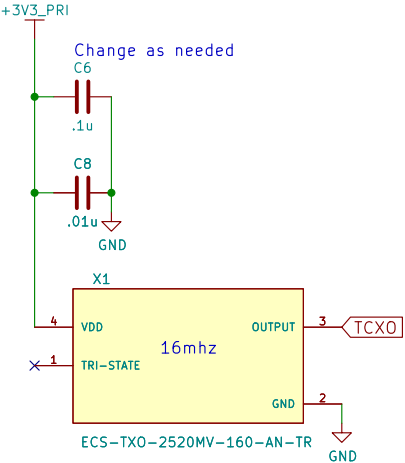 +3V3_PRI
Change as needed
C6
.1u
C8
.01u
GND
X1
4 VDD OUTPUT 3 TCXO
16mhz
1 TRI-STATE
GND 2
ECS-TXO-2520MV-160-AN-TR
GND